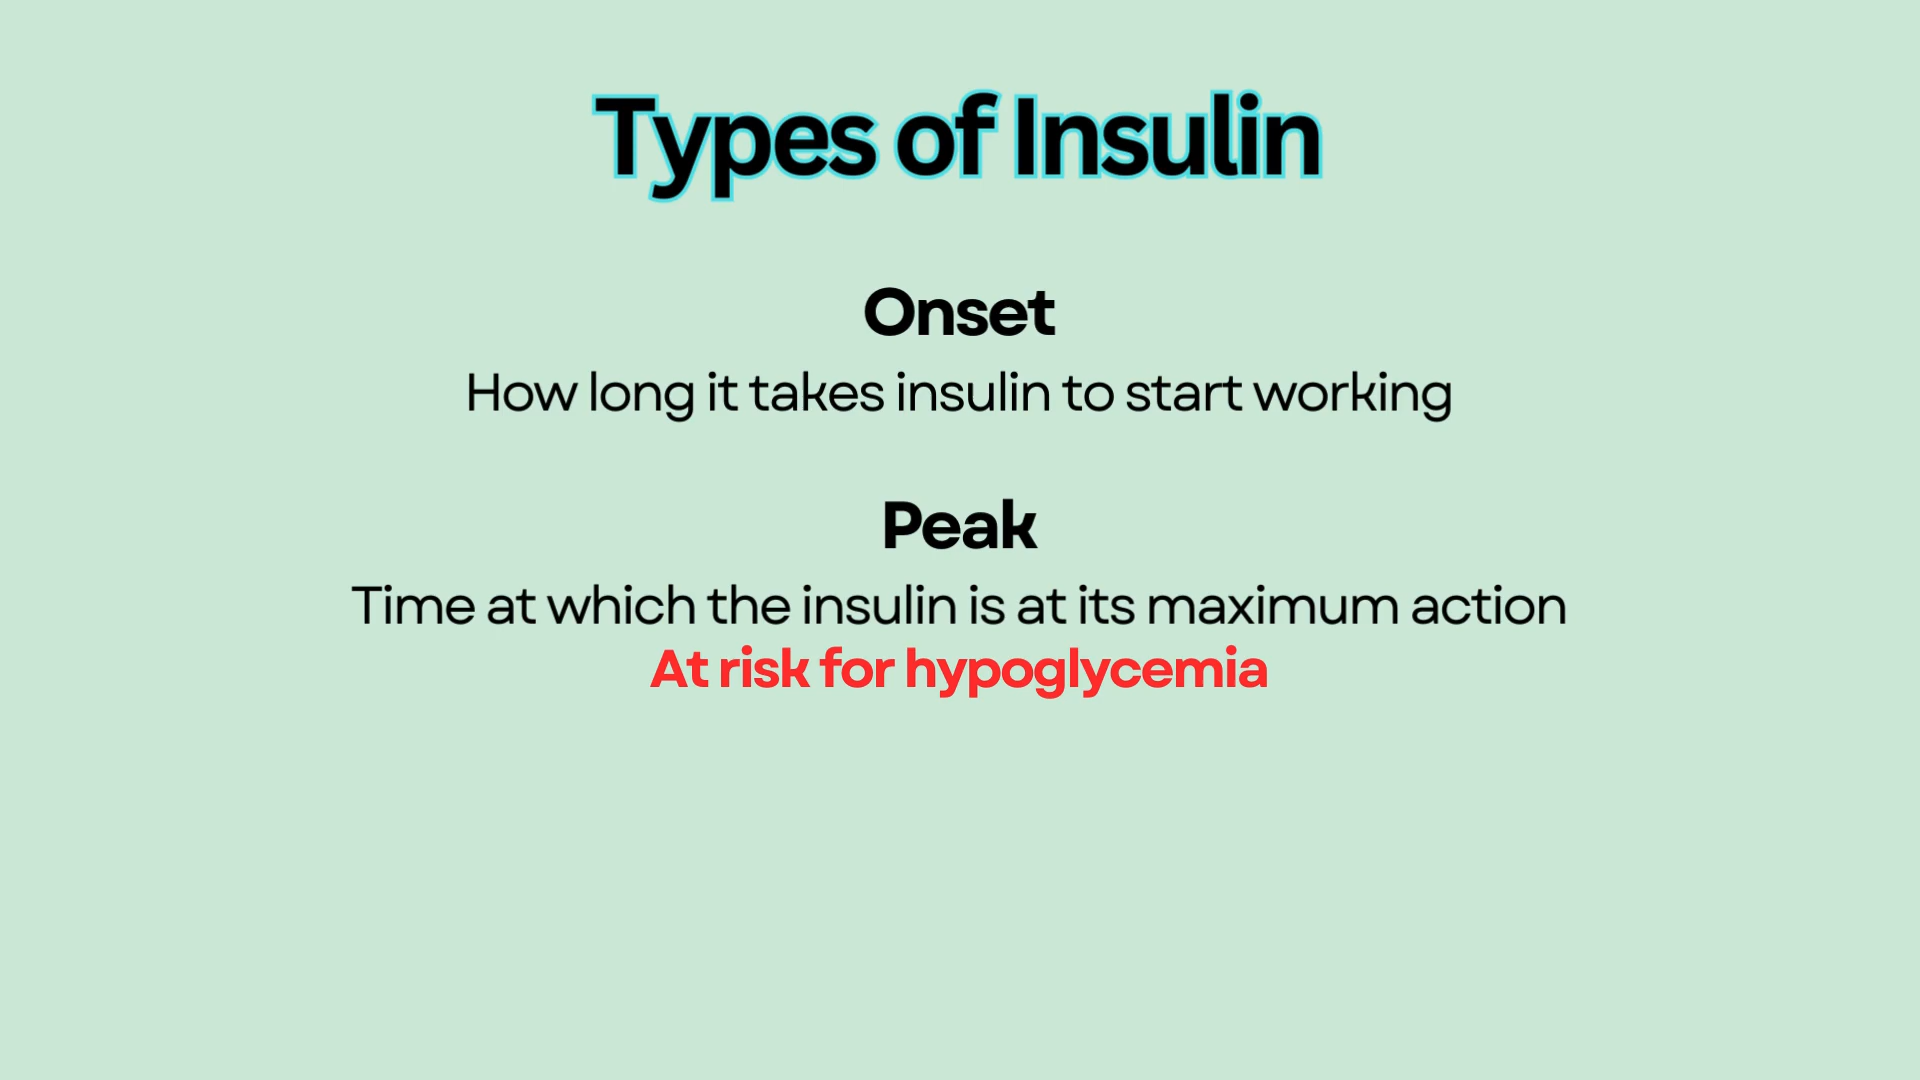 Types of Insulin
Onset
How long it takes insulin to start working
Peak
Time at which the insulin is at its maximum action
At risk for hypoglycemia